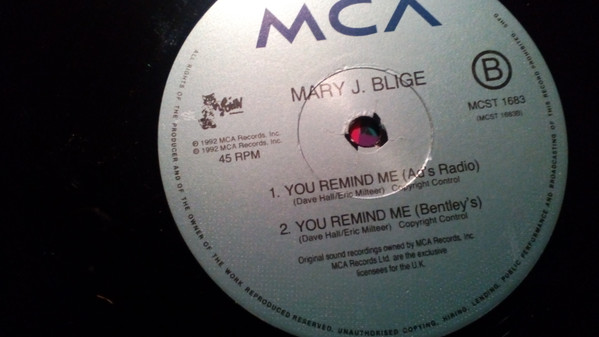 MCA
MARY J. BLIGE
B
MCST 1683
(MCST 1683B)
℗ 1992 MCA Records, Inc.
© 1992 MCA Records, Inc.
45 RPM
1. YOU REMIND ME (Ad's Radio)
(Dave Hall/Eric Milteer) Copyright Control
2. YOU REMIND ME (Bentley's)
(Dave Hall/Eric Milteer) Copyright Control
Original sound recordings owned by MCA Records, Inc
MCA Records Ltd. are the exclusive
licensees for the U.K.
ALL RIGHTS OF THE PRODUCER AND OF THE OWNER OF THE WORK REPRODUCED RESERVED. UNAUTHORISED COPYING, HIRING, LENDING, PUBLIC PERFORMANCE AND BROADCASTING OF THIS RECORD PROHIBITED.